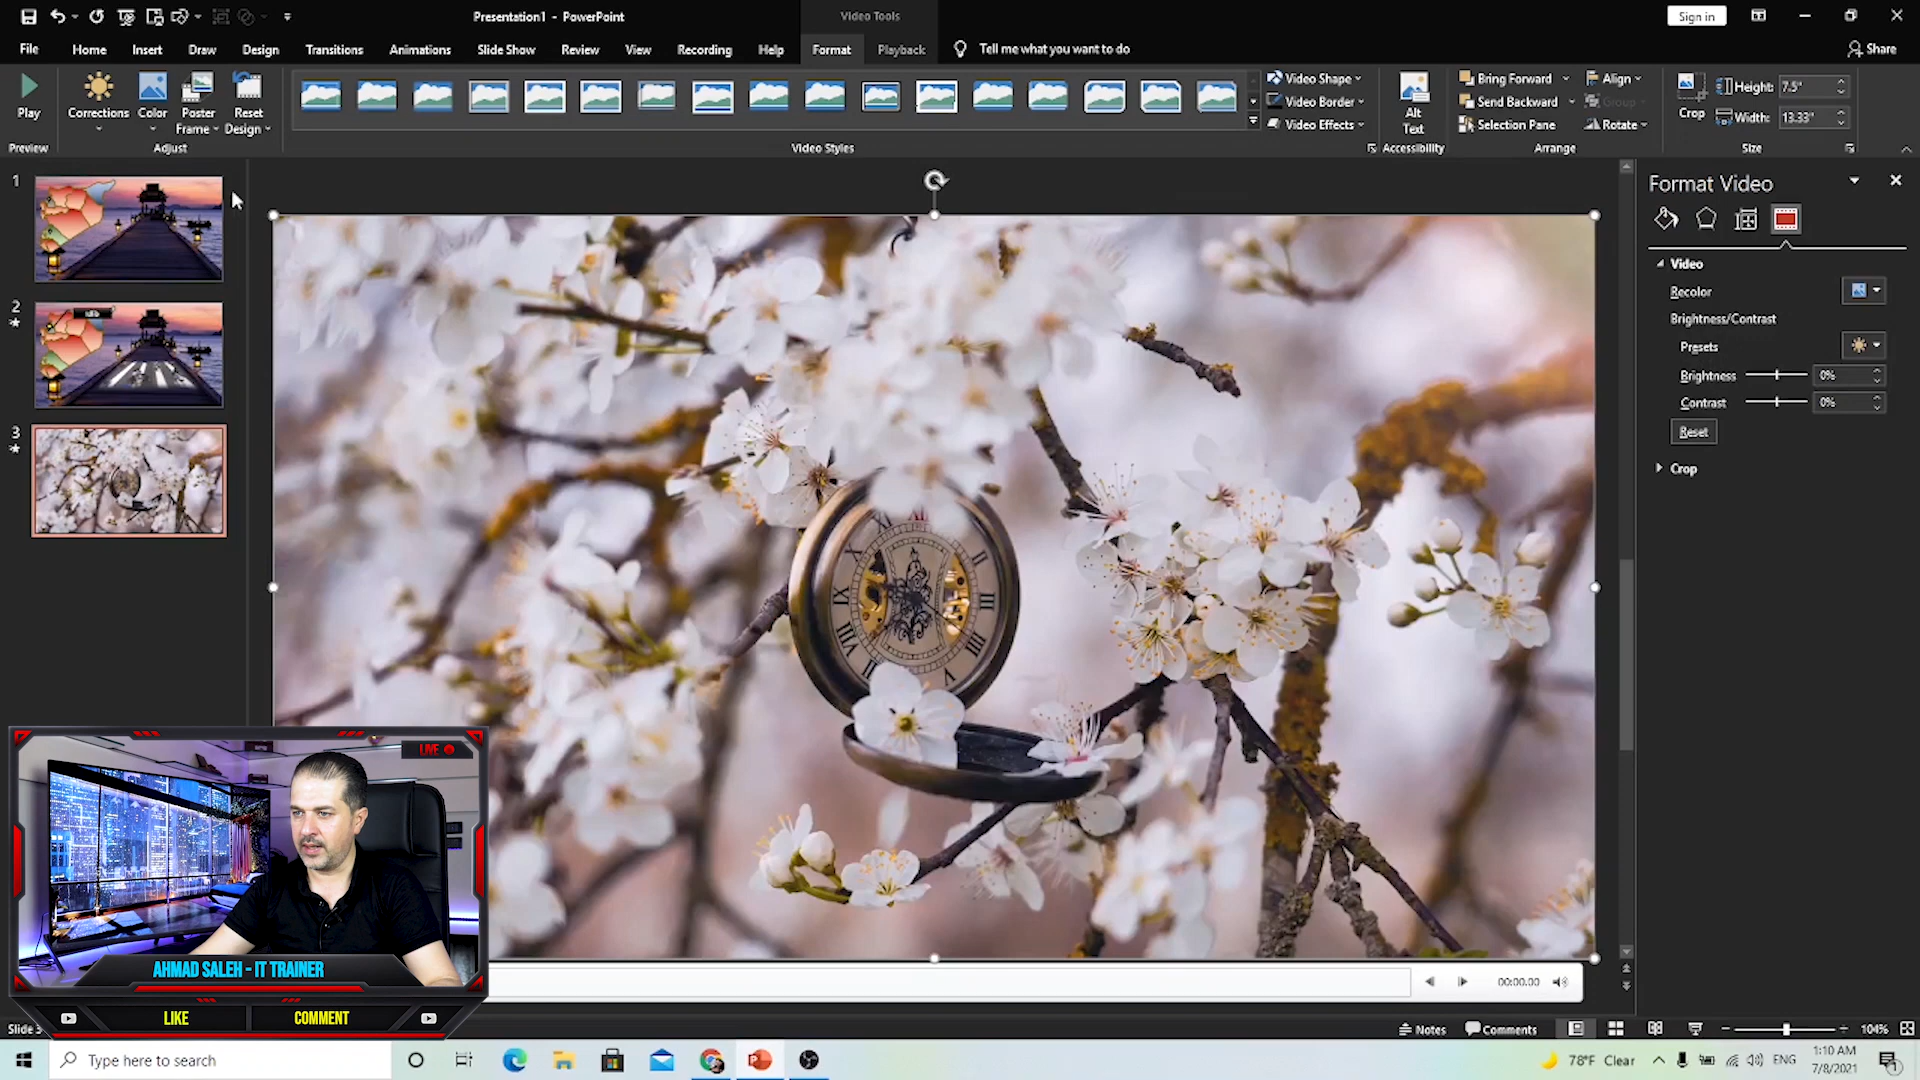 Presentation1 - PowerPoint
Video Tools
Sign in
File
Home
Insert
Draw
Design
Transitions
Animations
Slide Show
Review
View
Recording
Help
Format
Playback
Tell me what you want to do
Share
Play
Corrections
Color
Poster Frame
Reset Design
Video Shape
Video Border
Video Effects
Alt Text
Bring Forward
Send Backward
Selection Pane
Align
Group
Rotate
Crop
Height: 7.5"
Width: 13.33"
Preview
Adjust
Video Styles
Accessibility
Arrange
Size
1
2
3
Format Video
Video
Recolor
Brightness/Contrast
Presets
Brightness 0%
Contrast 0%
Reset
Crop
LIVE
AHMAD SALEH - IT TRAINER
LIKE
COMMENT
00:00.00
Slide 3
Notes
Comments
104%
Type here to search
78°F Clear
ENG
1:10 AM
7/8/2021